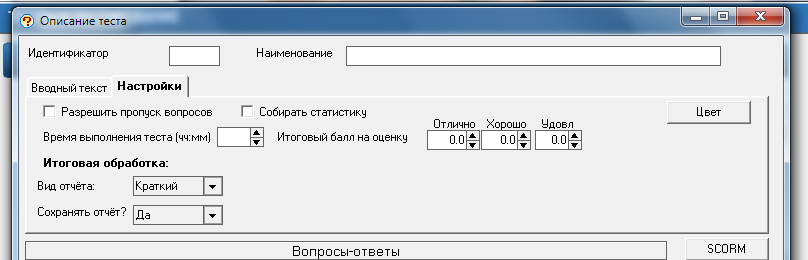 Описание теста
Идентификатор Наименование
Вводный текст Настройки
Разрешить пропуск вопросов Собирать статистику Цвет
Отлично Хорошо Удовл
Время выполнения теста (чч:мм) Итоговый балл на оценку 0.0 0.0 0.0
Итоговая обработка:
Вид отчёта: Краткий
Сохранять отчёт? Да
Вопросы-ответы SCORM